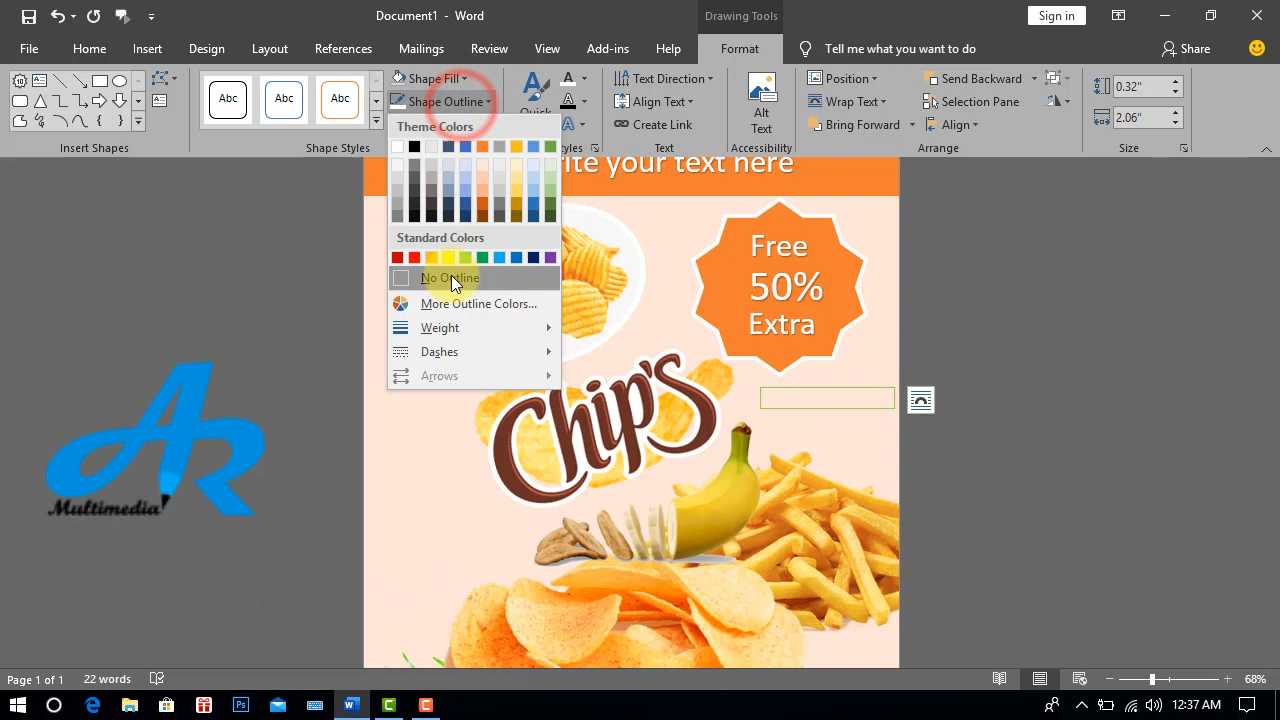 Document1 - Word
Drawing Tools
Sign in
File Home Insert Design Layout References Mailings Review View Add-ins Help Format Tell me what you want to do Share
Abc Abc Abc
Shape Fill
Shape Outline
Quick
Text Direction
Align Text
Create Link
Alt
Text
Position
Wrap Text
Bring Forward
Send Backward
Selection Pane
Align
0.32"
2.06"
Insert Shapes Shape Styles Text Accessibility Arrange Size
Theme Colors
Standard Colors
No Outline
More Outline Colors...
Weight
Dashes
Arrows
rite your text here
Free
50%
Extra
Chip's
AR
Multimedia
Page 1 of 1 22 words 68%
12:37 AM